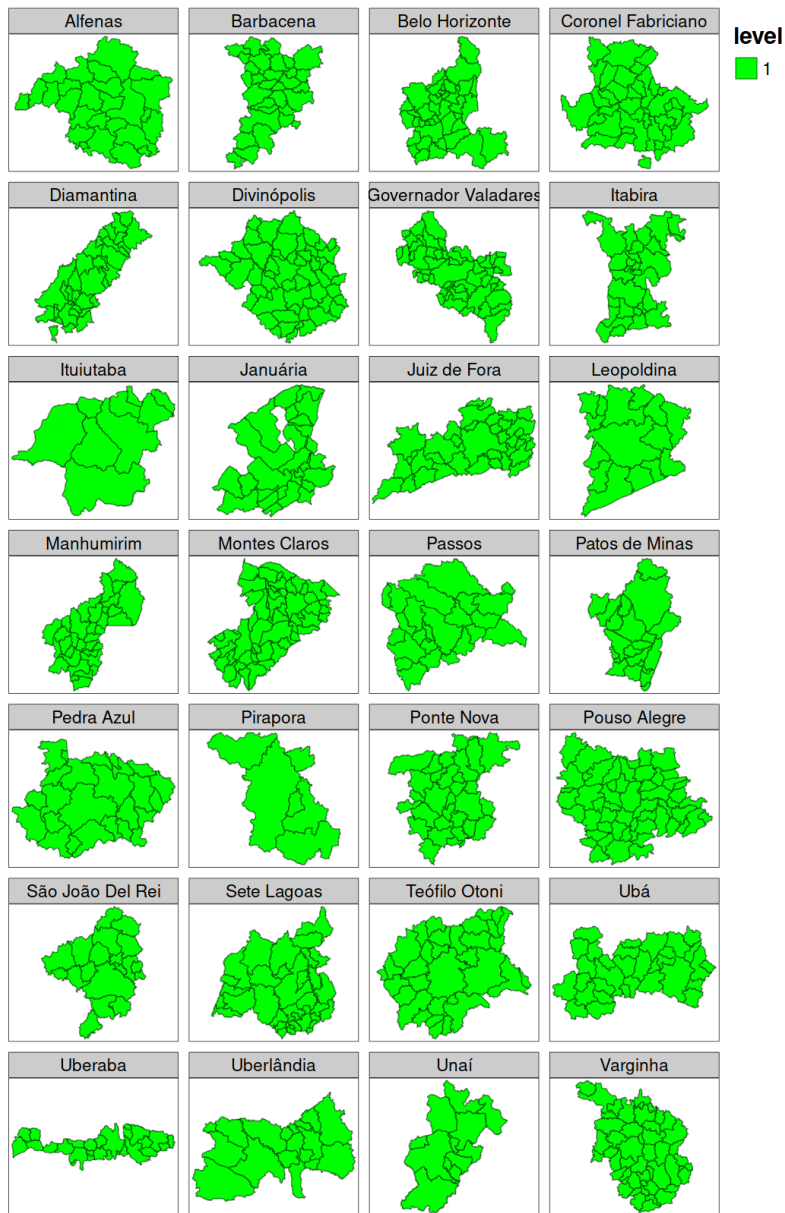 Alfenas
Barbacena
Belo Horizonte
Coronel Fabriciano
level
1
Diamantina
Divinópolis
Governador Valadares
Itabira
Ituiutaba
Januária
Juiz de Fora
Leopoldina
Manhumirim
Montes Claros
Passos
Patos de Minas
Pedra Azul
Pirapora
Ponte Nova
Pouso Alegre
São João Del Rei
Sete Lagoas
Teófilo Otoni
Ubá
Uberaba
Uberlândia
Unaí
Varginha